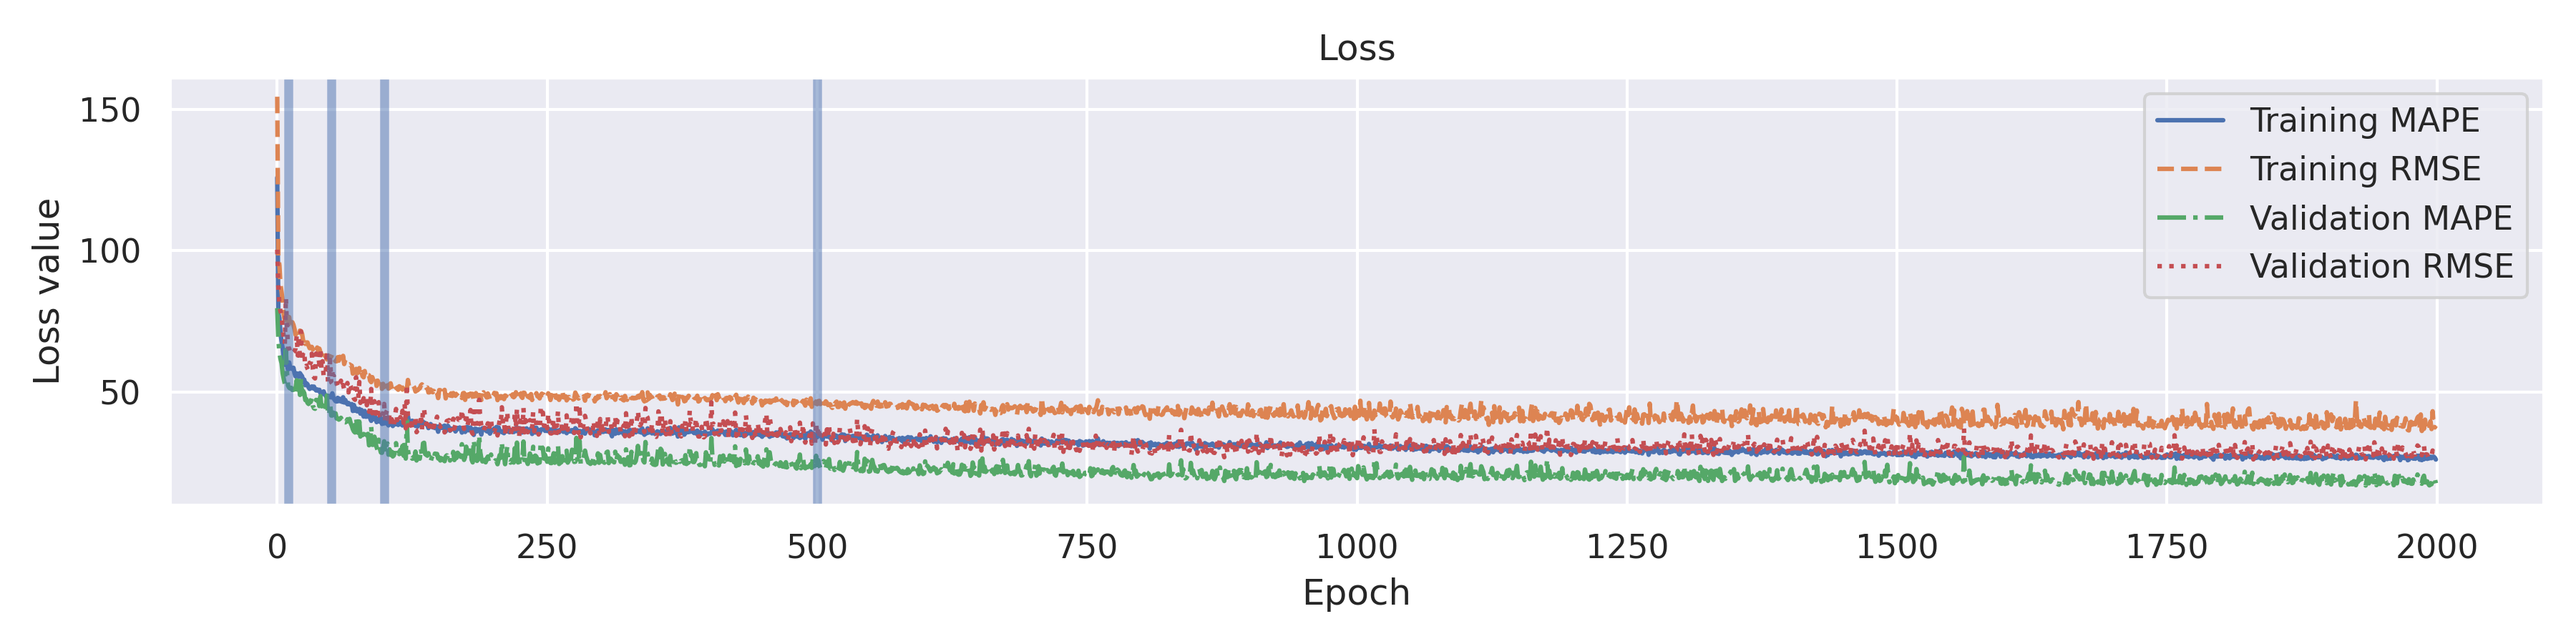 Loss
150
100
50
Loss value
0 250 500 750 1000 1250 1500 1750 2000
Epoch
Training MAPE
Training RMSE
Validation MAPE
Validation RMSE